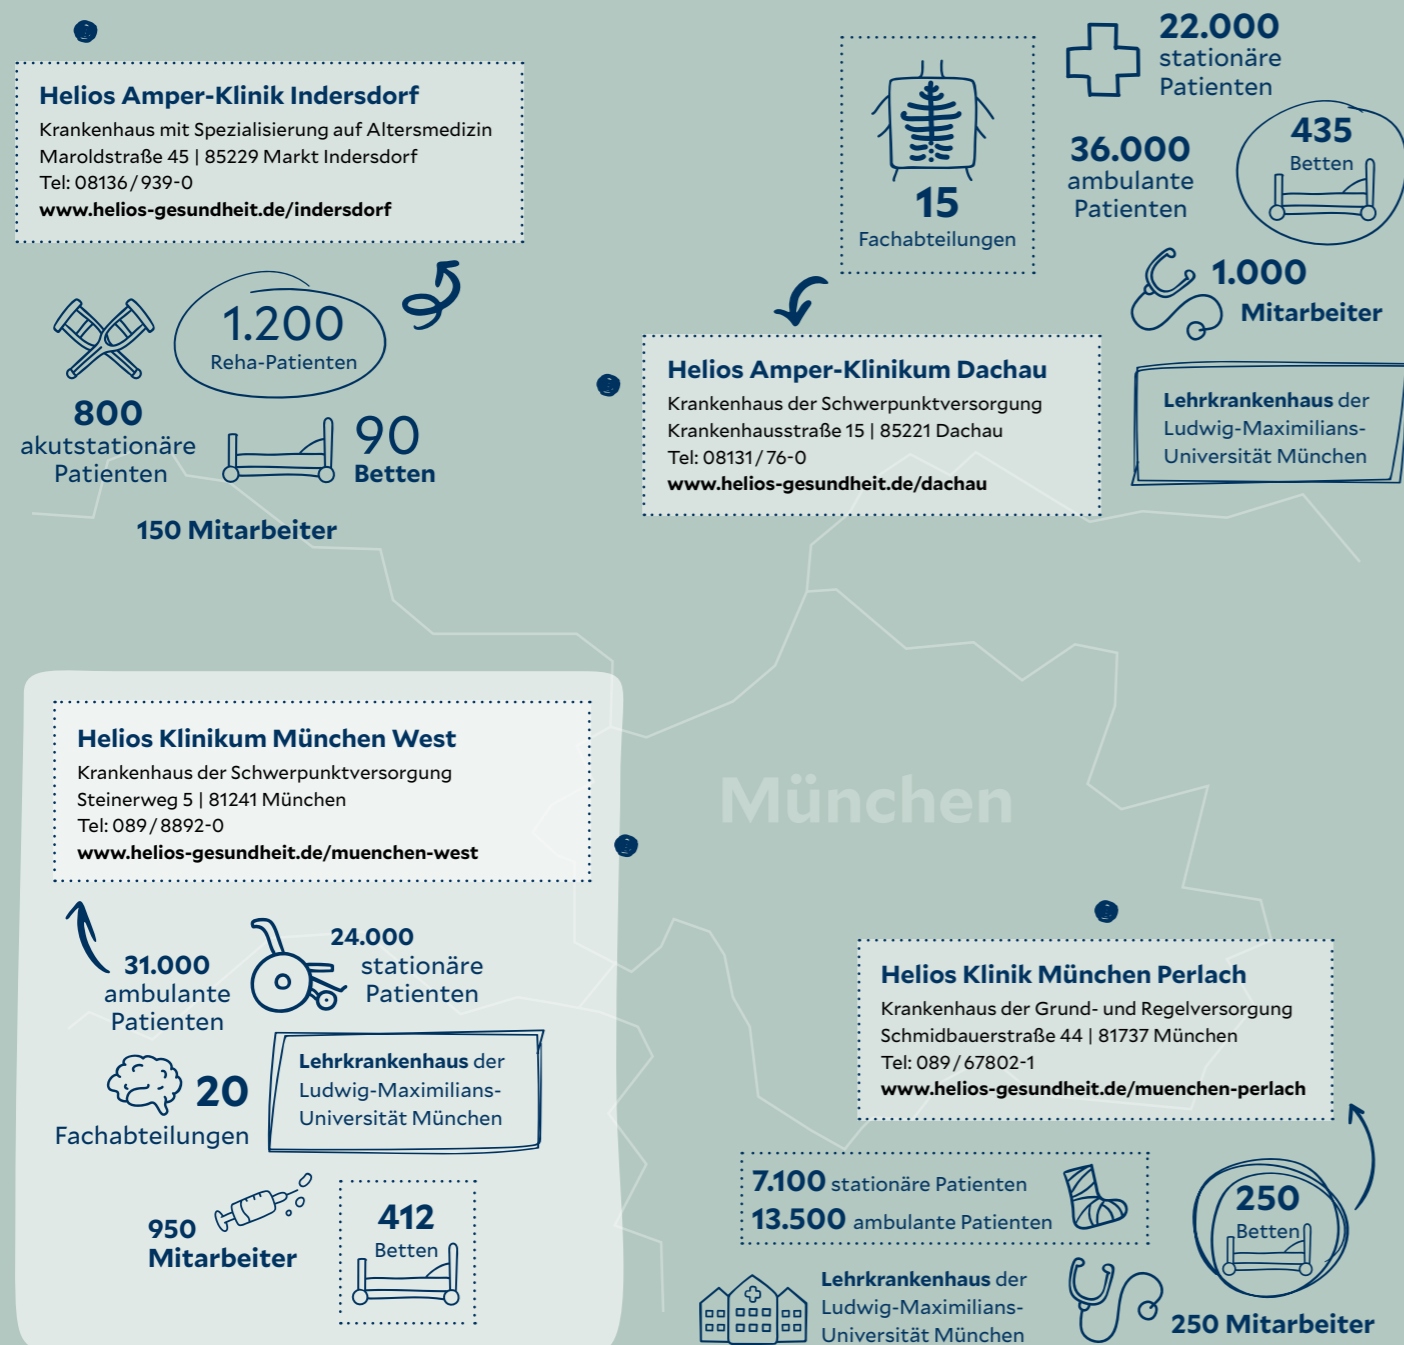 Helios Amper-Klinik Indersdorf
Krankenhaus mit Spezialisierung auf Altersmedizin
Maroldstraße 45 | 85229 Markt Indersdorf
Tel: 08136/939-0
www.helios-gesundheit.de/indersdorf
1.200
Reha-Patienten
800
akutstationäre
Patienten
90
Betten
150 Mitarbeiter
15
Fachabteilungen
22.000
stationäre
Patienten
36.000
ambulante
Patienten
435
Betten
1.000
Mitarbeiter
Helios Amper-Klinikum Dachau
Krankenhaus der Schwerpunktversorgung
Krankenhausstraße 15 | 85221 Dachau
Tel: 08131/76-0
www.helios-gesundheit.de/dachau
Lehrkrankenhaus der
Ludwig-Maximilians-
Universität München
München
Helios Klinikum München West
Krankenhaus der Schwerpunktversorgung
Steinerweg 5 | 81241 München
Tel: 089/8892-0
www.helios-gesundheit.de/muenchen-west
31.000
ambulante
Patienten
24.000
stationäre
Patienten
20
Fachabteilungen
Lehrkrankenhaus der
Ludwig-Maximilians-
Universität München
950
Mitarbeiter
412
Betten
Helios Klinik München Perlach
Krankenhaus der Grund- und Regelversorgung
Schmidbauerstraße 44 | 81737 München
Tel: 089/67802-1
www.helios-gesundheit.de/muenchen-perlach
7.100 stationäre Patienten
13.500 ambulante Patienten
250
Betten
Lehrkrankenhaus der
Ludwig-Maximilians-
Universität München
250 Mitarbeiter